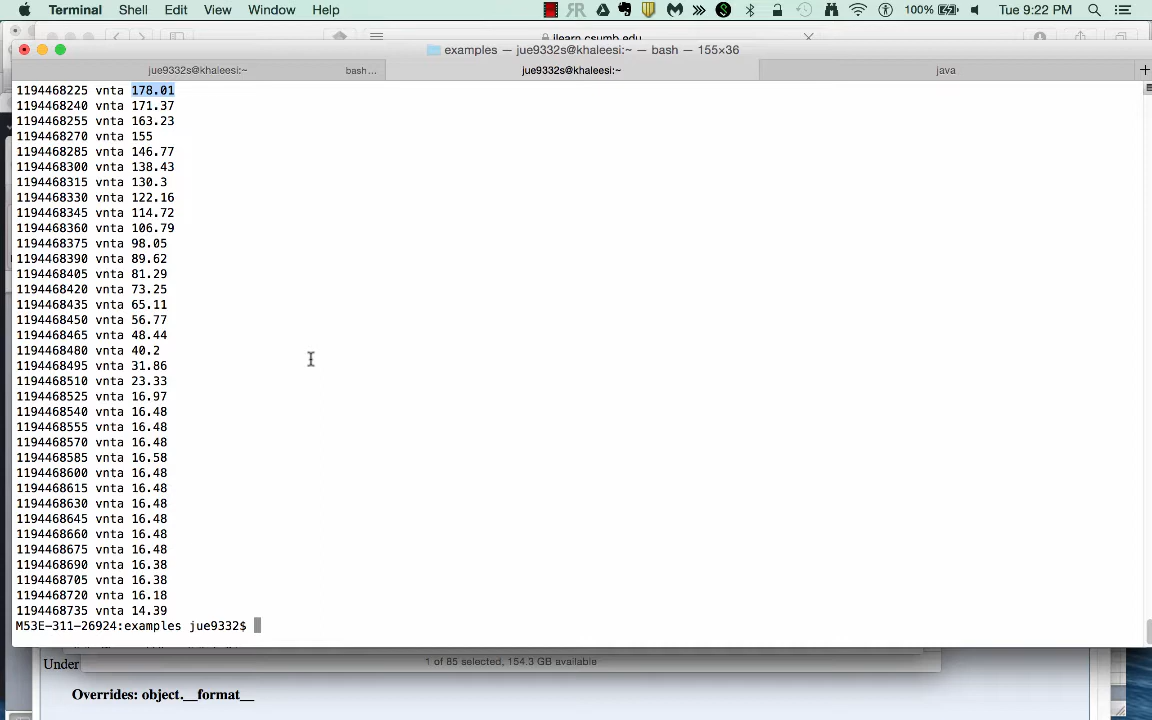 Terminal Shell Edit View Window Help 100% Tue 9:22 PM
ilearn.csumb.edu
examples — jue9332s@khaleesi:~ — bash — 155×36
jue9332s@khaleesi:~ bash... jue9332s@khaleesi:~ java
1194468225 vnta 178.01
1194468240 vnta 171.37
1194468255 vnta 163.23
1194468270 vnta 155
1194468285 vnta 146.77
1194468300 vnta 138.43
1194468315 vnta 130.3
1194468330 vnta 122.16
1194468345 vnta 114.72
1194468360 vnta 106.79
1194468375 vnta 98.05
1194468390 vnta 89.62
1194468405 vnta 81.29
1194468420 vnta 73.25
1194468435 vnta 65.11
1194468450 vnta 56.77
1194468465 vnta 48.44
1194468480 vnta 40.2
1194468495 vnta 31.86
1194468510 vnta 23.33
1194468525 vnta 16.97
1194468540 vnta 16.48
1194468555 vnta 16.48
1194468570 vnta 16.48
1194468585 vnta 16.58
1194468600 vnta 16.48
1194468615 vnta 16.48
1194468630 vnta 16.48
1194468645 vnta 16.48
1194468660 vnta 16.48
1194468675 vnta 16.48
1194468690 vnta 16.38
1194468705 vnta 16.38
1194468720 vnta 16.18
1194468735 vnta 14.39
M53E-311-26924:examples jue9332$
Under 1 of 85 selected, 154.3 GB available
Overrides: object.__format__